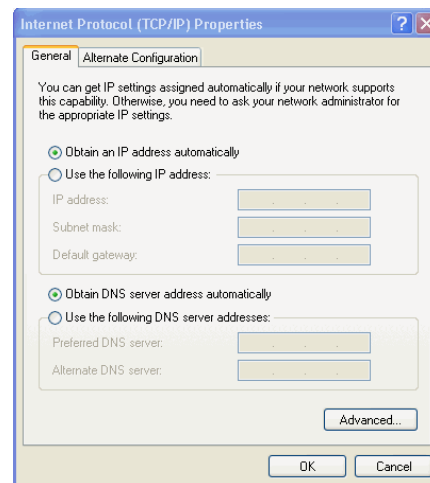 Internet Protocol (TCP/IP) Properties
General
Alternate Configuration
You can get IP settings assigned automatically if your network supports
this capability. Otherwise, you need to ask your network administrator for
the appropriate IP settings.
Obtain an IP address automatically
Use the following IP address:
IP address:
Subnet mask:
Default gateway:
Obtain DNS server address automatically
Use the following DNS server addresses:
Preferred DNS server:
Alternate DNS server:
Advanced...
OK
Cancel